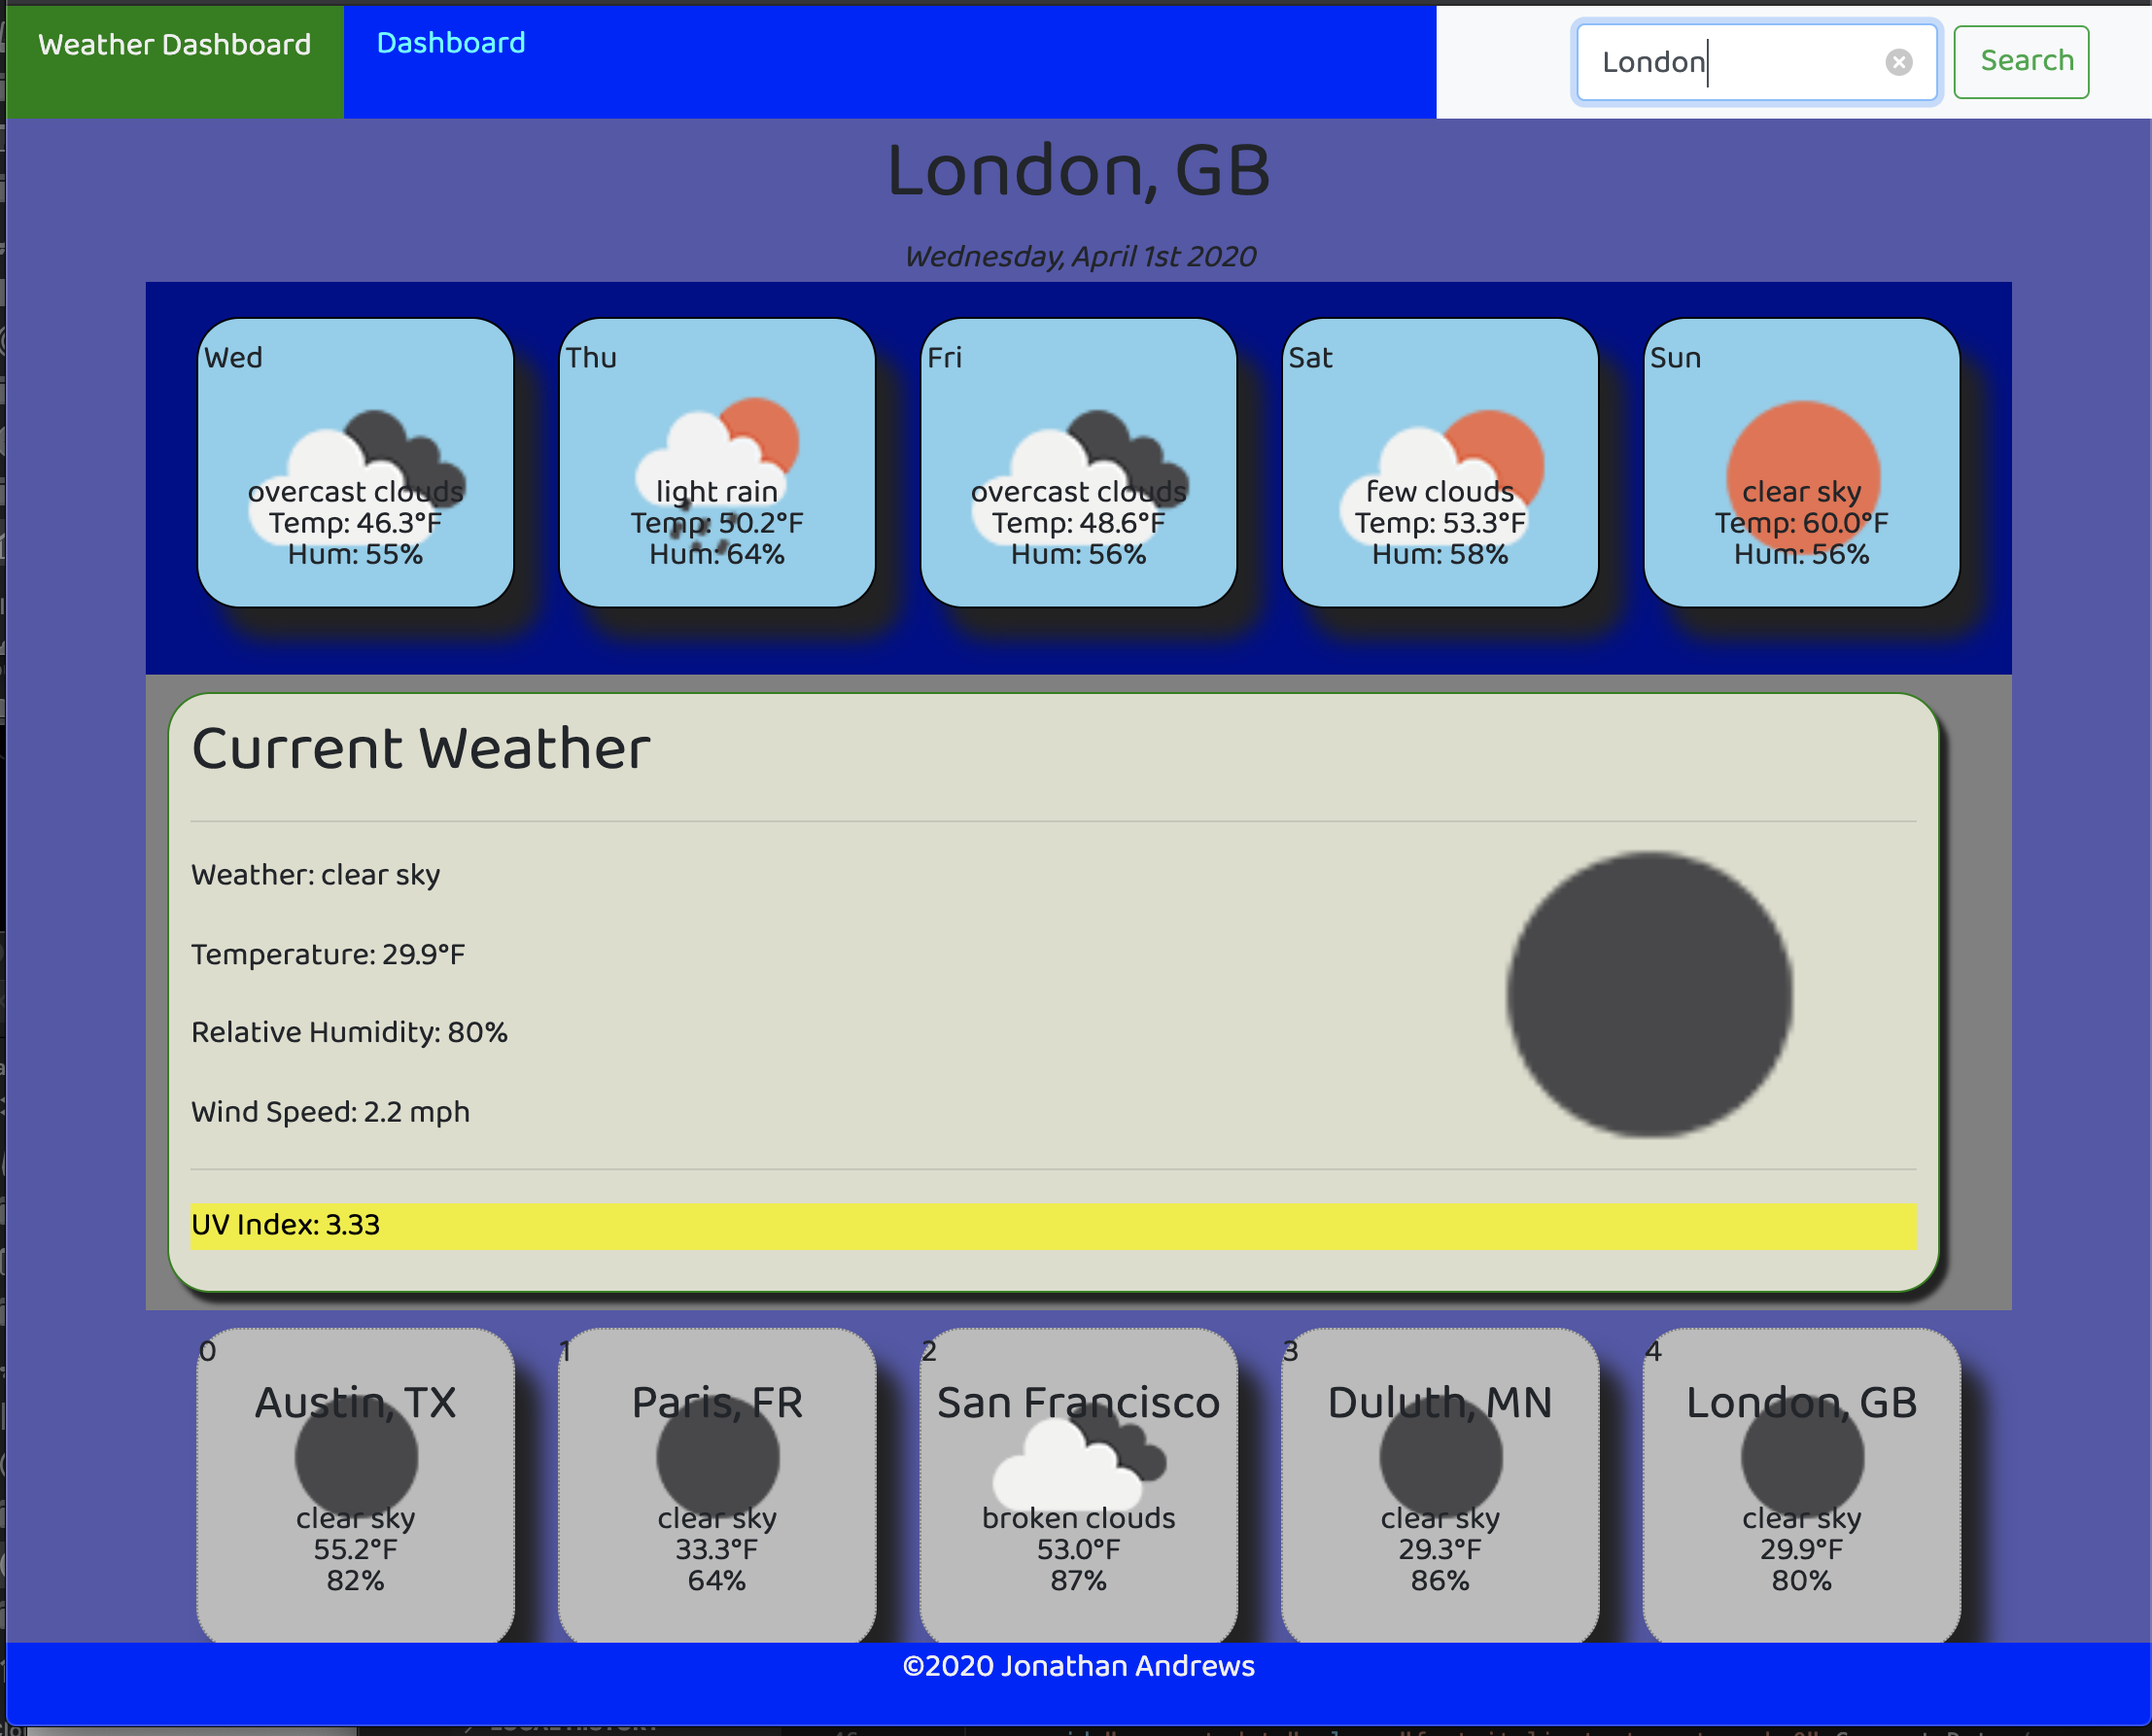 Weather Dashboard
Dashboard
London
Search
London, GB
Wednesday, April 1st 2020
Wed
overcast clouds
Temp: 46.3°F
Hum: 55%
Thu
light rain
Temp: 50.2°F
Hum: 64%
Fri
overcast clouds
Temp: 48.6°F
Hum: 56%
Sat
few clouds
Temp: 53.3°F
Hum: 58%
Sun
clear sky
Temp: 60.0°F
Hum: 56%
Current Weather
Weather: clear sky
Temperature: 29.9°F
Relative Humidity: 80%
Wind Speed: 2.2 mph
UV Index: 3.33
0
Austin, TX
clear sky
55.2°F
82%
1
Paris, FR
clear sky
33.3°F
64%
2
San Francisco
broken clouds
53.0°F
87%
3
Duluth, MN
clear sky
29.3°F
86%
4
London, GB
clear sky
29.9°F
80%
©2020 Jonathan Andrews